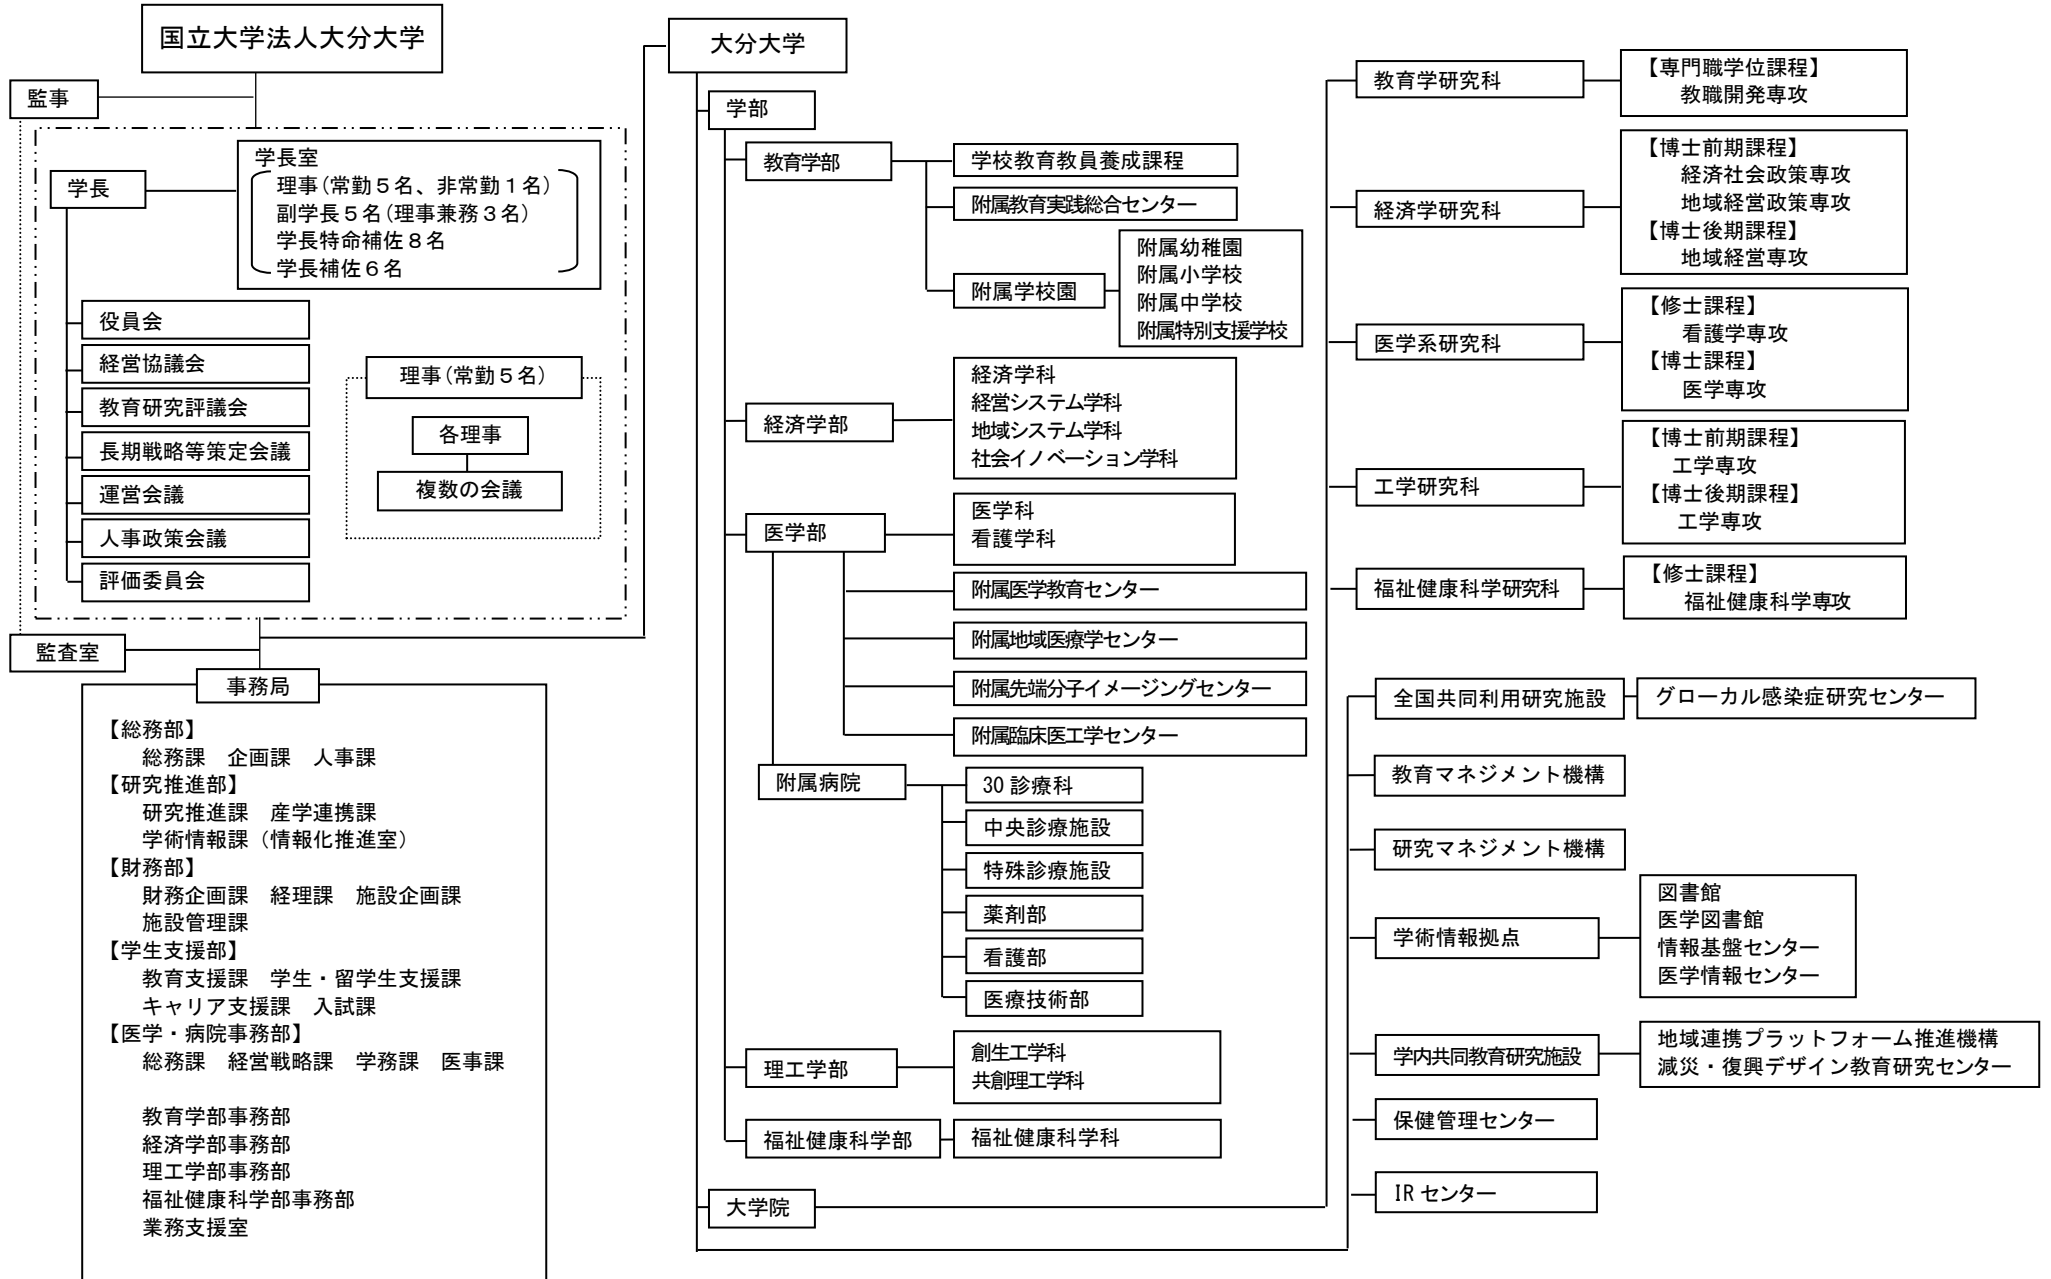 国立大学法人大分大学
監事
学長
学長室
理事(常勤５名、非常勤１名)
副学長５名(理事兼務３名)
学長特命補佐８名
学長補佐６名
役員会
経営協議会
教育研究評議会
長期戦略等策定会議
運営会議
人事政策会議
評価委員会
理事(常勤５名)
各理事
複数の会議
監査室
事務局
【総務部】
総務課　企画課　人事課
【研究推進部】
研究推進課　産学連携課
学術情報課（情報化推進室）
【財務部】
財務企画課　経理課　施設企画課
施設管理課
【学生支援部】
教育支援課　学生・留学生支援課
キャリア支援課　入試課
【医学・病院事務部】
総務課　経営戦略課　学務課　医事課
教育学部事務部
経済学部事務部
理工学部事務部
福祉健康科学部事務部
業務支援室
大分大学
学部
教育学部
学校教育教員養成課程
附属教育実践総合センター
附属学校園
附属幼稚園
附属小学校
附属中学校
附属特別支援学校
経済学部
経済学科
経営システム学科
地域システム学科
社会イノベーション学科
医学部
医学科
看護学科
附属医学教育センター
附属地域医療学センター
附属先端分子イメージングセンター
附属臨床医工学センター
附属病院
30 診療科
中央診療施設
特殊診療施設
薬剤部
看護部
医療技術部
理工学部
創生工学科
共創理工学科
福祉健康科学部
福祉健康科学科
大学院
教育学研究科
【専門職学位課程】
教職開発専攻
経済学研究科
【博士前期課程】
経済社会政策専攻
地域経営政策専攻
【博士後期課程】
地域経営専攻
医学系研究科
【修士課程】
看護学専攻
【博士課程】
医学専攻
工学研究科
【博士前期課程】
工学専攻
【博士後期課程】
工学専攻
福祉健康科学研究科
【修士課程】
福祉健康科学専攻
全国共同利用研究施設
グローカル感染症研究センター
教育マネジメント機構
研究マネジメント機構
学術情報拠点
図書館
医学図書館
情報基盤センター
医学情報センター
学内共同教育研究施設
地域連携プラットフォーム推進機構
減災・復興デザイン教育研究センター
保健管理センター
IR センター